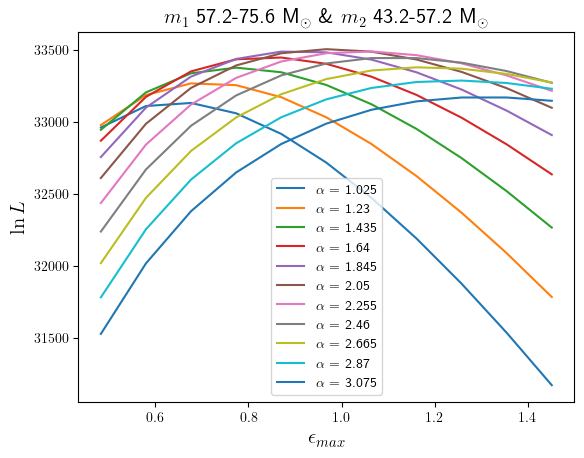 m₁ 57.2-75.6 M⊙ & m₂ 43.2-57.2 M⊙
33500
33000
32500
32000
31500
ln L
α = 1.025
α = 1.23
α = 1.435
α = 1.64
α = 1.845
α = 2.05
α = 2.255
α = 2.46
α = 2.665
α = 2.87
α = 3.075
0.6 0.8 1.0 1.2 1.4
ϵmax